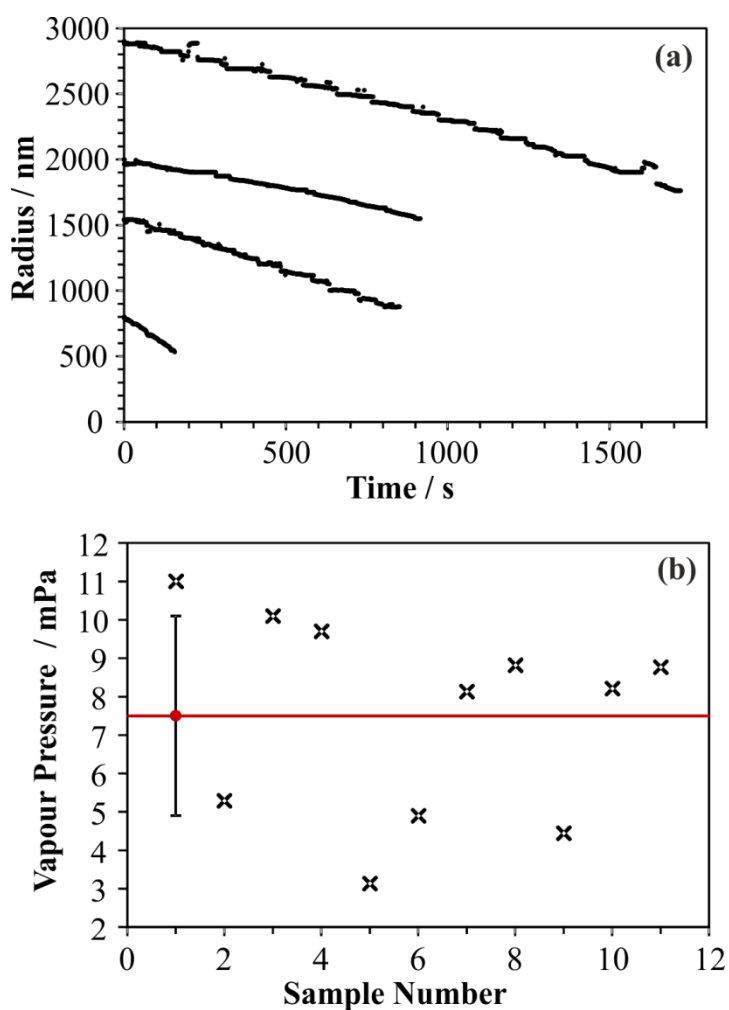 (a)
3000
2500
2000
1500
1000
500
0
Radius / nm
0 500 1000 1500
Time / s
(b)
12
11
10
9
8
7
6
5
4
3
2
Vapour Pressure / mPa
0 2 4 6 8 10 12
Sample Number